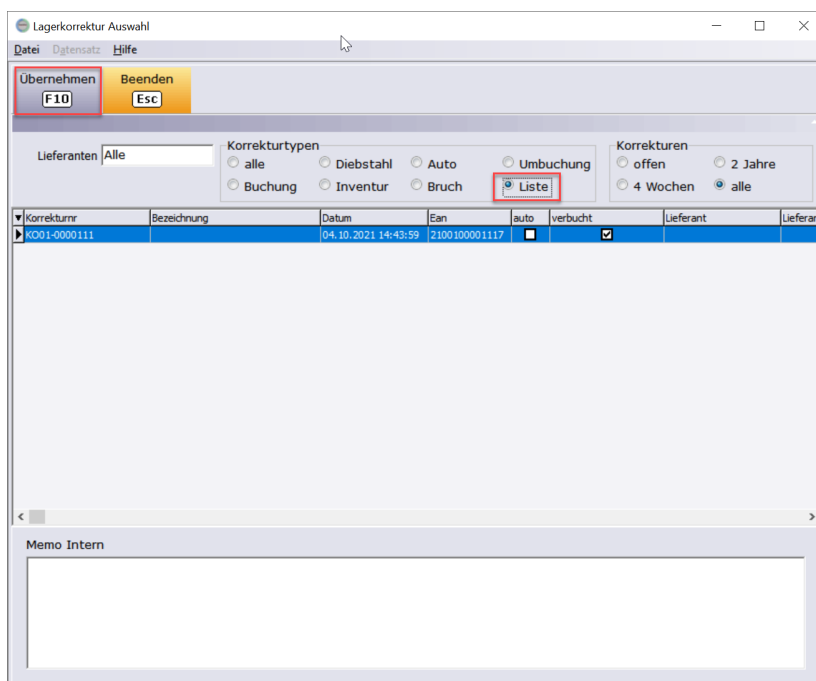 Lagerkorrektur Auswahl
Datei Datensatz Hilfe
Übernehmen Beenden
F10 Esc
Lieferanten Alle
Korrekturtypen
alle Diebstahl Auto Umbuchung
Buchung Inventur Bruch Liste
Korrekturen
offen 2 Jahre
4 Wochen alle
Korrekturnr Bezeichnung Datum Ean auto verbucht Lieferant Lieferan
KO01-0000111 04.10.2021 14:43:59 2100100001117
Memo Intern